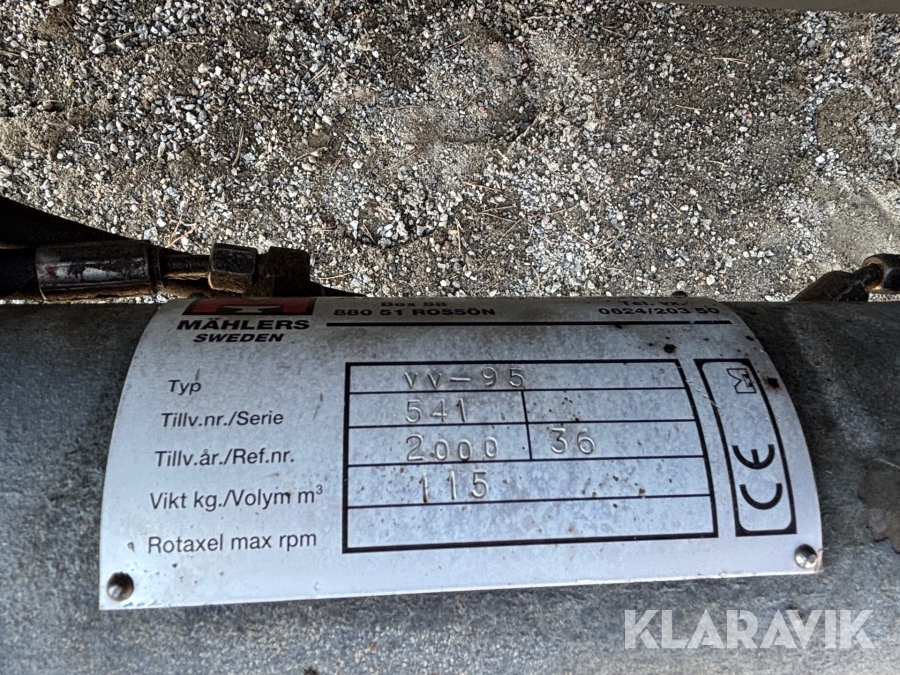 Box 88 Tel. vx.
MÄHLERS 880 51 ROSSÖN 0624/203 50
SWEDEN
Typ VV-95
Tillv.nr./Serie 541
Tillv.år./Ref.nr. 2000 36
Vikt kg./Volym m³ 115
Rotaxel max rpm
M
CE
KLARAVIK